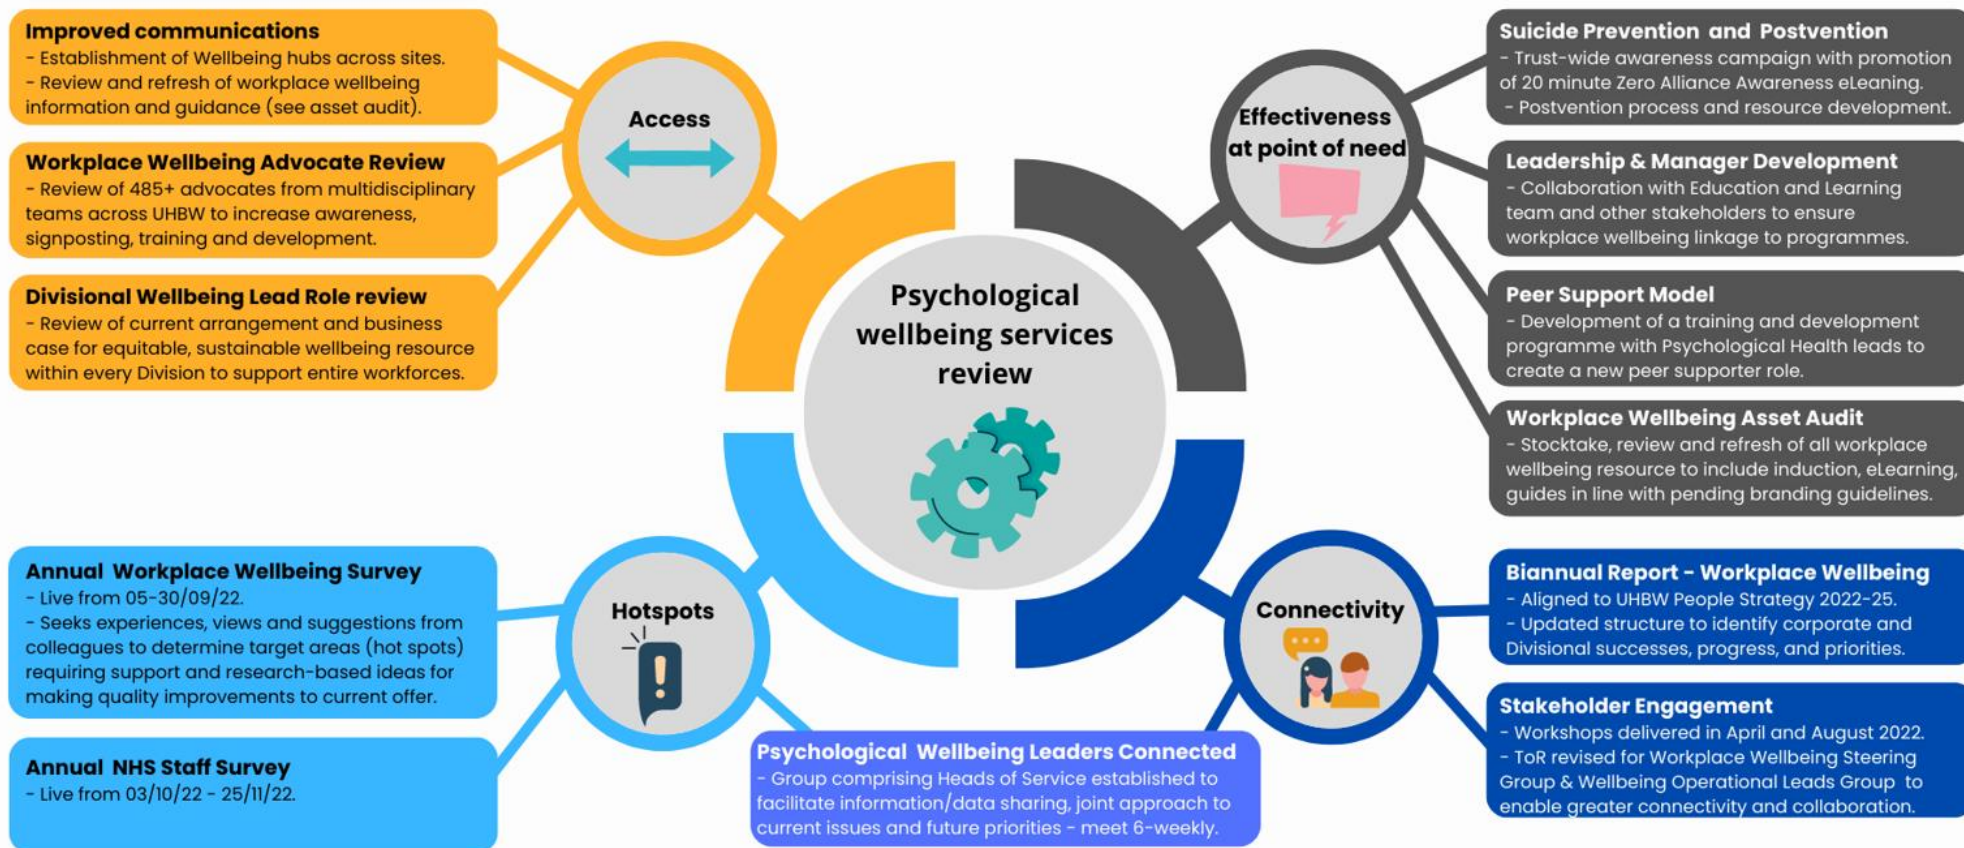 Improved communications
- Establishment of Wellbeing hubs across sites.
- Review and refresh of workplace wellbeing
information and guidance (see asset audit).
Workplace Wellbeing Advocate Review
- Review of 485+ advocates from multidisciplinary
teams across UHBW to increase awareness,
signposting, training and development.
Divisional Wellbeing Lead Role review
- Review of current arrangement and business
case for equitable, sustainable wellbeing resource
within every Division to support entire workforces.
Access
Effectiveness
at point of need
Suicide Prevention and Postvention
- Trust-wide awareness campaign with promotion
of 20 minute Zero Alliance Awareness eLeaning.
- Postvention process and resource development.
Leadership & Manager Development
- Collaboration with Education and Learning
team and other stakeholders to ensure
workplace wellbeing linkage to programmes.
Peer Support Model
- Development of a training and development
programme with Psychological Health leads to
create a new peer supporter role.
Workplace Wellbeing Asset Audit
- Stocktake, review and refresh of all workplace
wellbeing resource to include induction, eLearning,
guides in line with pending branding guidelines.
Psychological
wellbeing services
review
Annual Workplace Wellbeing Survey
- Live from 05-30/09/22.
- Seeks experiences, views and suggestions from
colleagues to determine target areas (hot spots)
requiring support and research-based ideas for
making quality improvements to current offer.
Annual NHS Staff Survey
- Live from 03/10/22 - 25/11/22.
Hotspots
Psychological Wellbeing Leaders Connected
- Group comprising Heads of Service established to
facilitate information/data sharing, joint approach to
current issues and future priorities - meet 6-weekly.
Connectivity
Biannual Report - Workplace Wellbeing
- Aligned to UHBW People Strategy 2022-25.
- Updated structure to identify corporate and
Divisional successes, progress, and priorities.
Stakeholder Engagement
- Workshops delivered in April and August 2022.
- ToR revised for Workplace Wellbeing Steering
Group & Wellbeing Operational Leads Group to
enable greater connectivity and collaboration.